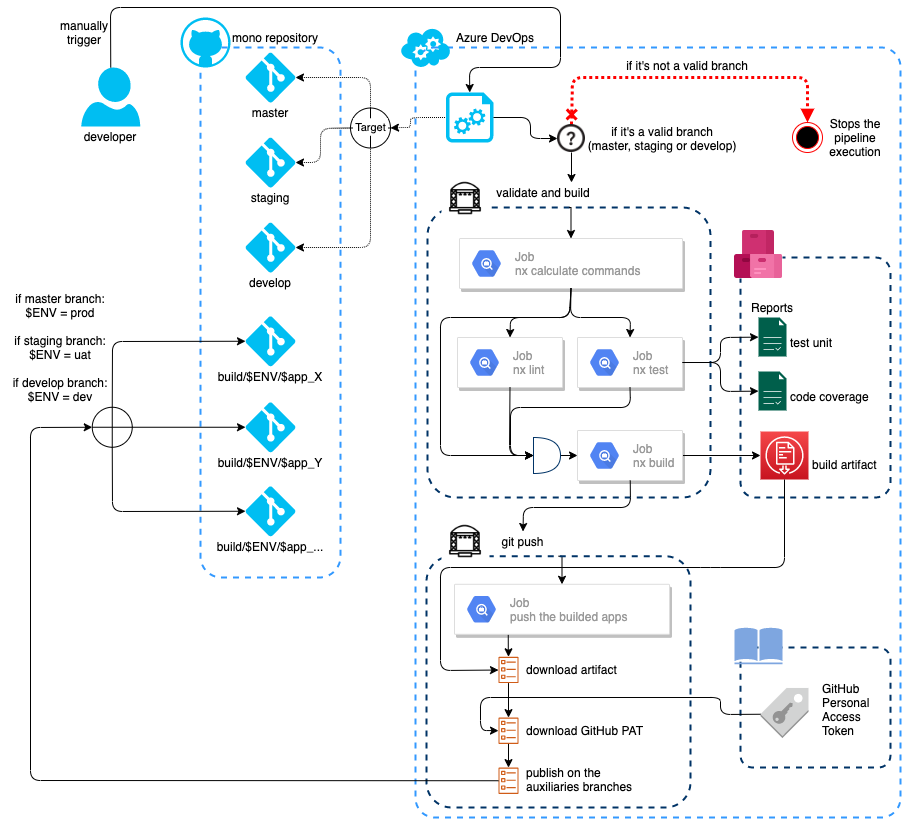 manually
trigger
developer
mono repository
master
staging
develop
Target
Azure DevOps
if it's not a valid branch
?
if it's a valid branch
(master, staging or develop)
Stops the
pipeline
execution
validate and build
Job
nx calculate commands
Job
nx lint
Job
nx test
Job
nx build
Reports
test unit
code coverage
build artifact
if master branch:
$ENV = prod
if staging branch:
$ENV = uat
if develop branch:
$ENV = dev
build/$ENV/$app_X
build/$ENV/$app_Y
build/$ENV/$app_...
git push
Job
push the builded apps
download artifact
download GitHub PAT
publish on the
auxiliaries branches
GitHub
Personal
Access
Token